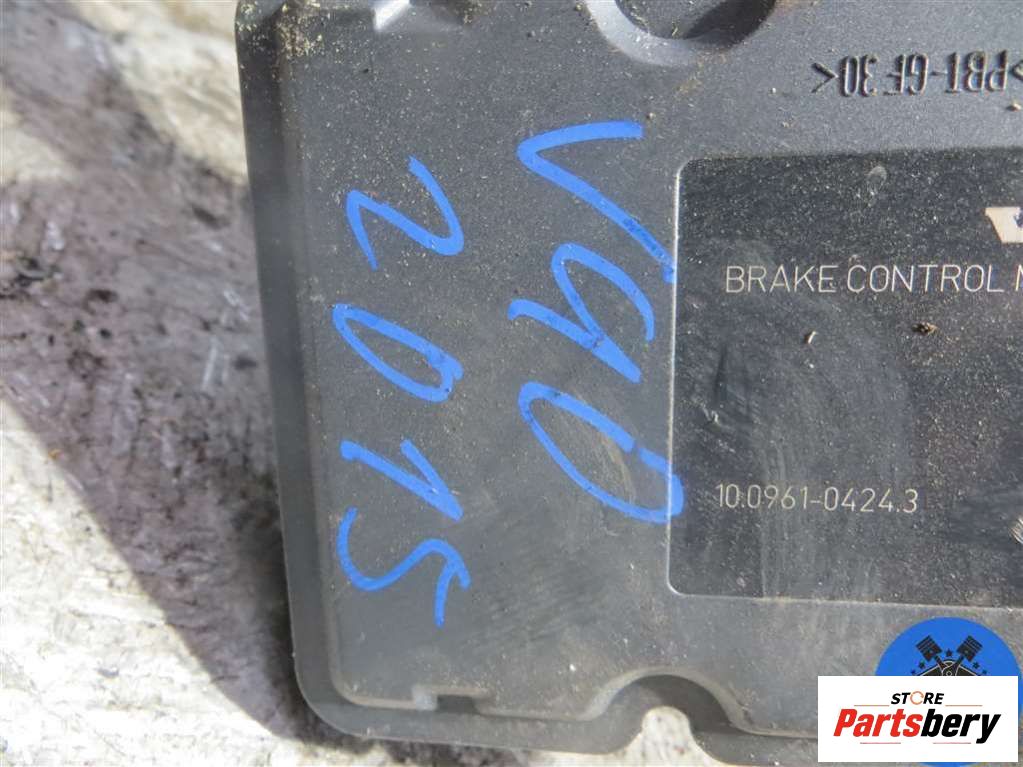 >PBT-GF30<
V90
2015
BRAKE CONTROL
10.0961-0424.3
STORE
Partsbery